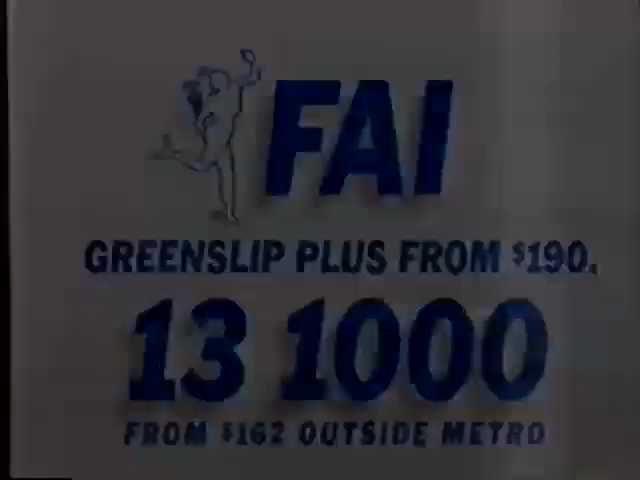 FAI
GREENSLIP PLUS FROM $190.
13 1000
FROM $162 OUTSIDE METRO